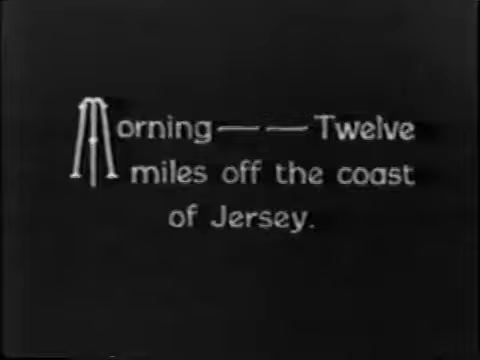 Morning — — Twelve
miles off the coast
of Jersey.